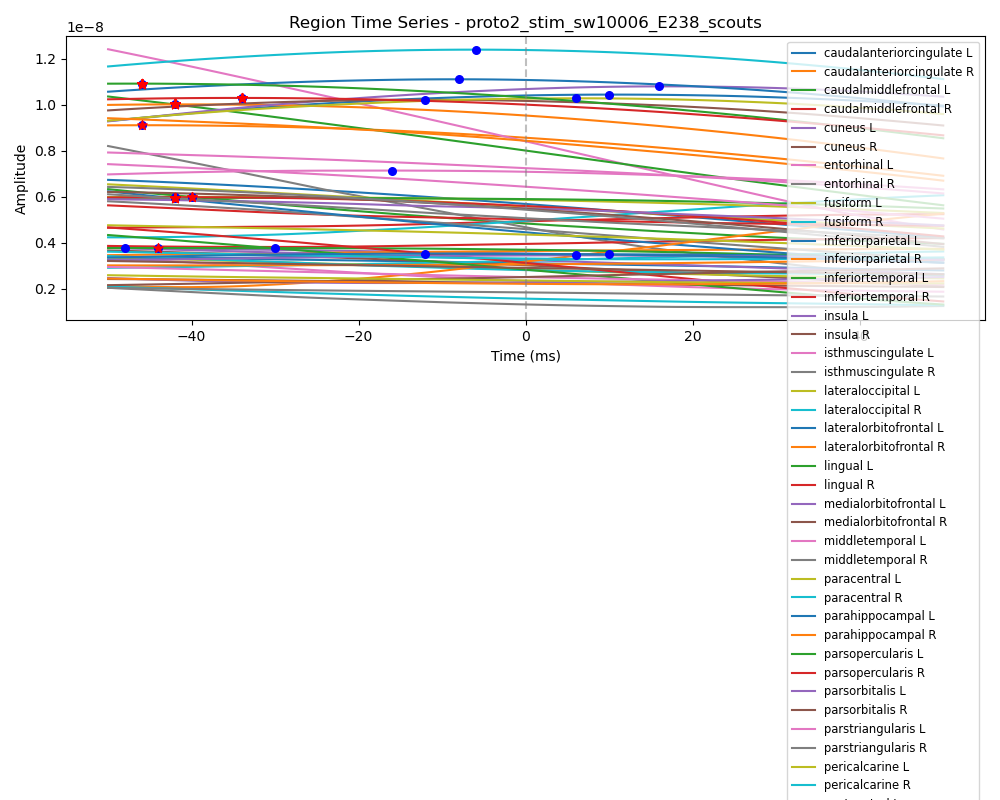 Region Time Series - proto2_stim_sw10006_E238_scouts
1e−8
1.2
1.0
0.8
0.6
0.4
0.2
Amplitude
−40
−20
0
20
Time (ms)
caudalanteriorcingulate L
caudalanteriorcingulate R
caudalmiddlefrontal L
caudalmiddlefrontal R
cuneus L
cuneus R
entorhinal L
entorhinal R
fusiform L
fusiform R
inferiorparietal L
inferiorparietal R
inferiortemporal L
inferiortemporal R
insula L
insula R
isthmuscingulate L
isthmuscingulate R
lateraloccipital L
lateraloccipital R
lateralorbitofrontal L
lateralorbitofrontal R
lingual L
lingual R
medialorbitofrontal L
medialorbitofrontal R
middletemporal L
middletemporal R
paracentral L
paracentral R
parahippocampal L
parahippocampal R
parsopercularis L
parsopercularis R
parsorbitalis L
parsorbitalis R
parstriangularis L
parstriangularis R
pericalcarine L
pericalcarine R